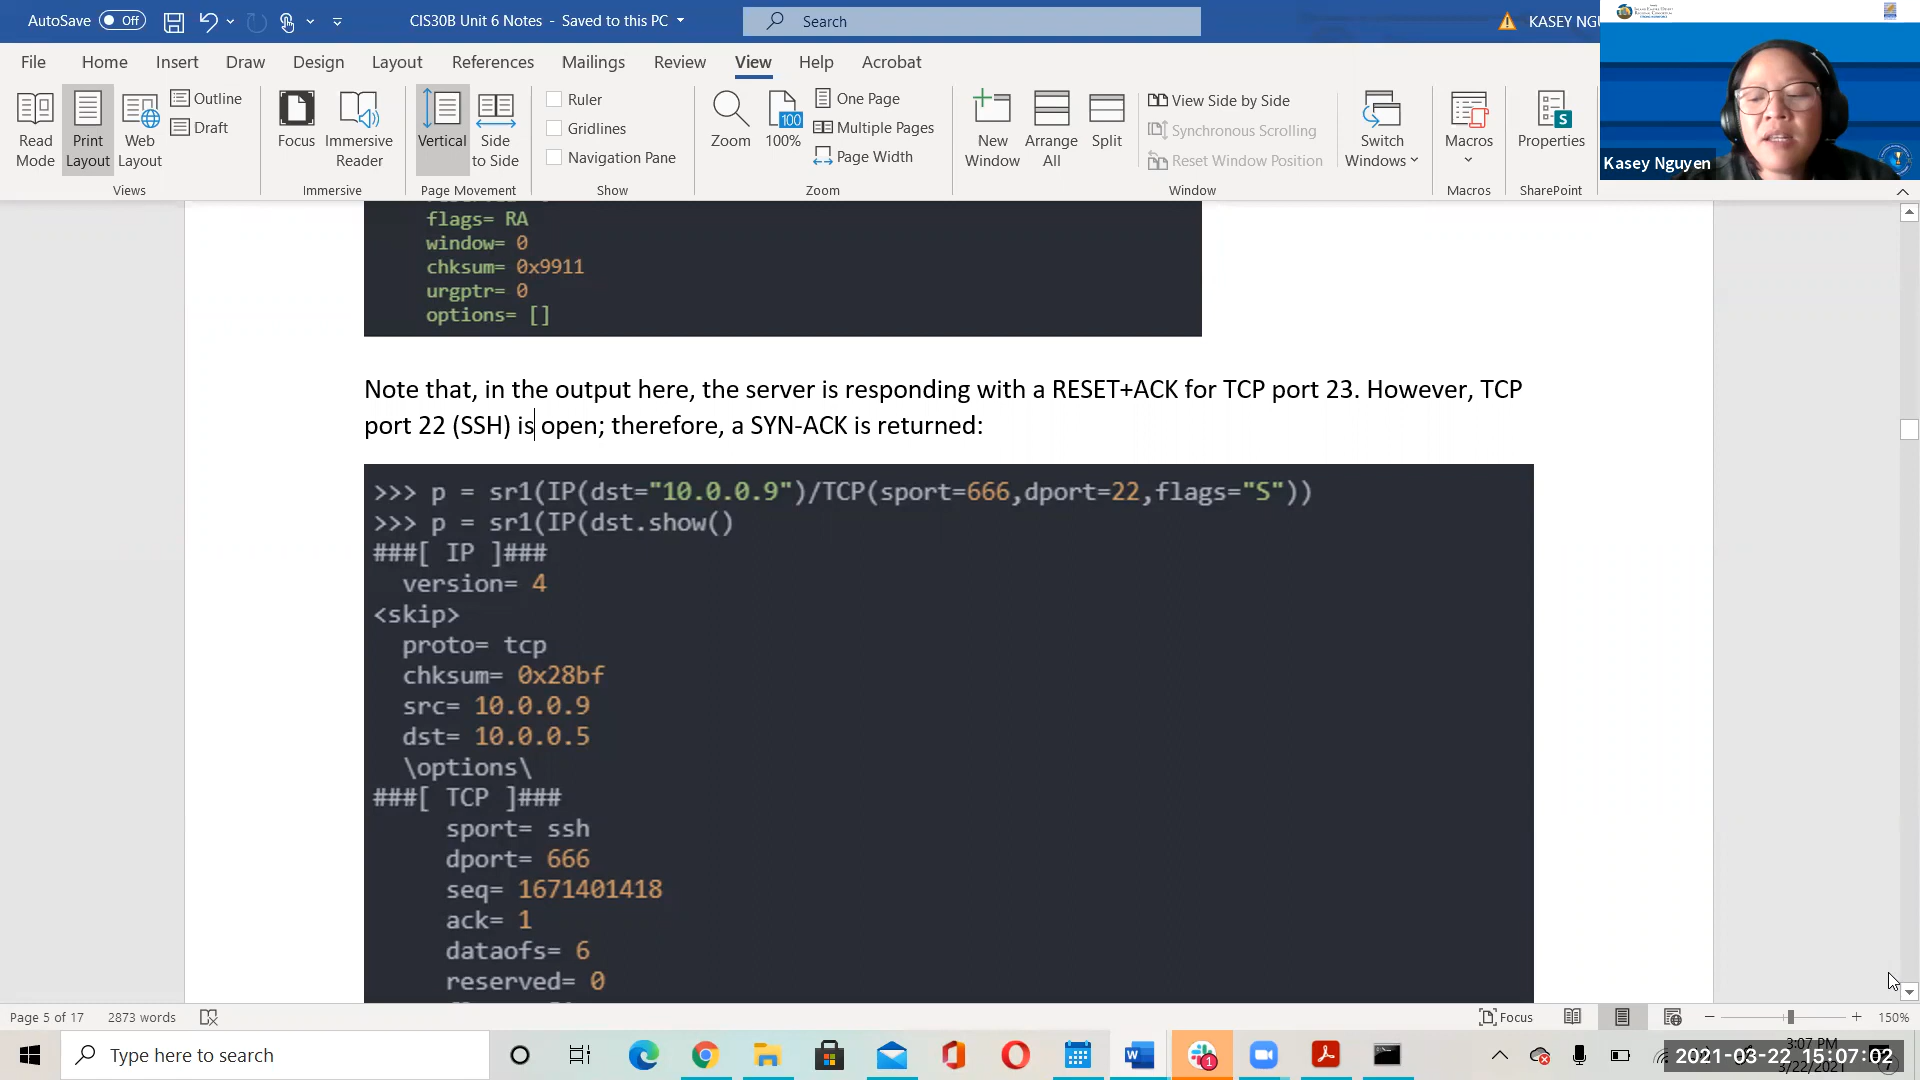 AutoSave Off CIS30B Unit 6 Notes - Saved to this PC Search KASEY NGU
File Home Insert Draw Design Layout References Mailings Review View Help Acrobat
Read Mode
Print Layout
Web Layout
Outline
Draft
Views
Focus
Immersive Reader
Immersive
Vertical
Side to Side
Page Movement
Ruler
Gridlines
Navigation Pane
Show
Zoom
100
100%
One Page
Multiple Pages
Page Width
Zoom
New Window
Arrange All
Split
View Side by Side
Synchronous Scrolling
Reset Window Position
Switch Windows
Window
Macros
Macros
S
Properties
SharePoint
Kasey Nguyen
flags= RA
window= 0
chksum= 0x9911
urgptr= 0
options= []
Note that, in the output here, the server is responding with a RESET+ACK for TCP port 23. However, TCP
port 22 (SSH) is open; therefore, a SYN-ACK is returned:
>>> p = sr1(IP(dst="10.0.0.9")/TCP(sport=666,dport=22,flags="S"))
>>> p = sr1(IP(dst.show()
###[ IP ]###
version= 4
<skip>
proto= tcp
chksum= 0x28bf
src= 10.0.0.9
dst= 10.0.0.5
\options\
###[ TCP ]###
sport= ssh
dport= 666
seq= 1671401418
ack= 1
dataofs= 6
reserved= 0
Page 5 of 17 2873 words Focus 150%
Type here to search
3:07 PM
2021-03-22 15:07:02